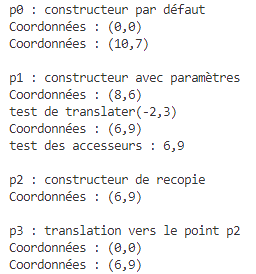 p0 : constructeur par défaut
Coordonnées : (0,0)
Coordonnées : (10,7)
p1 : constructeur avec paramètres
Coordonnées : (8,6)
test de translater(-2,3)
Coordonnées : (6,9)
test des accesseurs : 6,9
p2 : constructeur de recopie
Coordonnées : (6,9)
p3 : translation vers le point p2
Coordonnées : (0,0)
Coordonnées : (6,9)